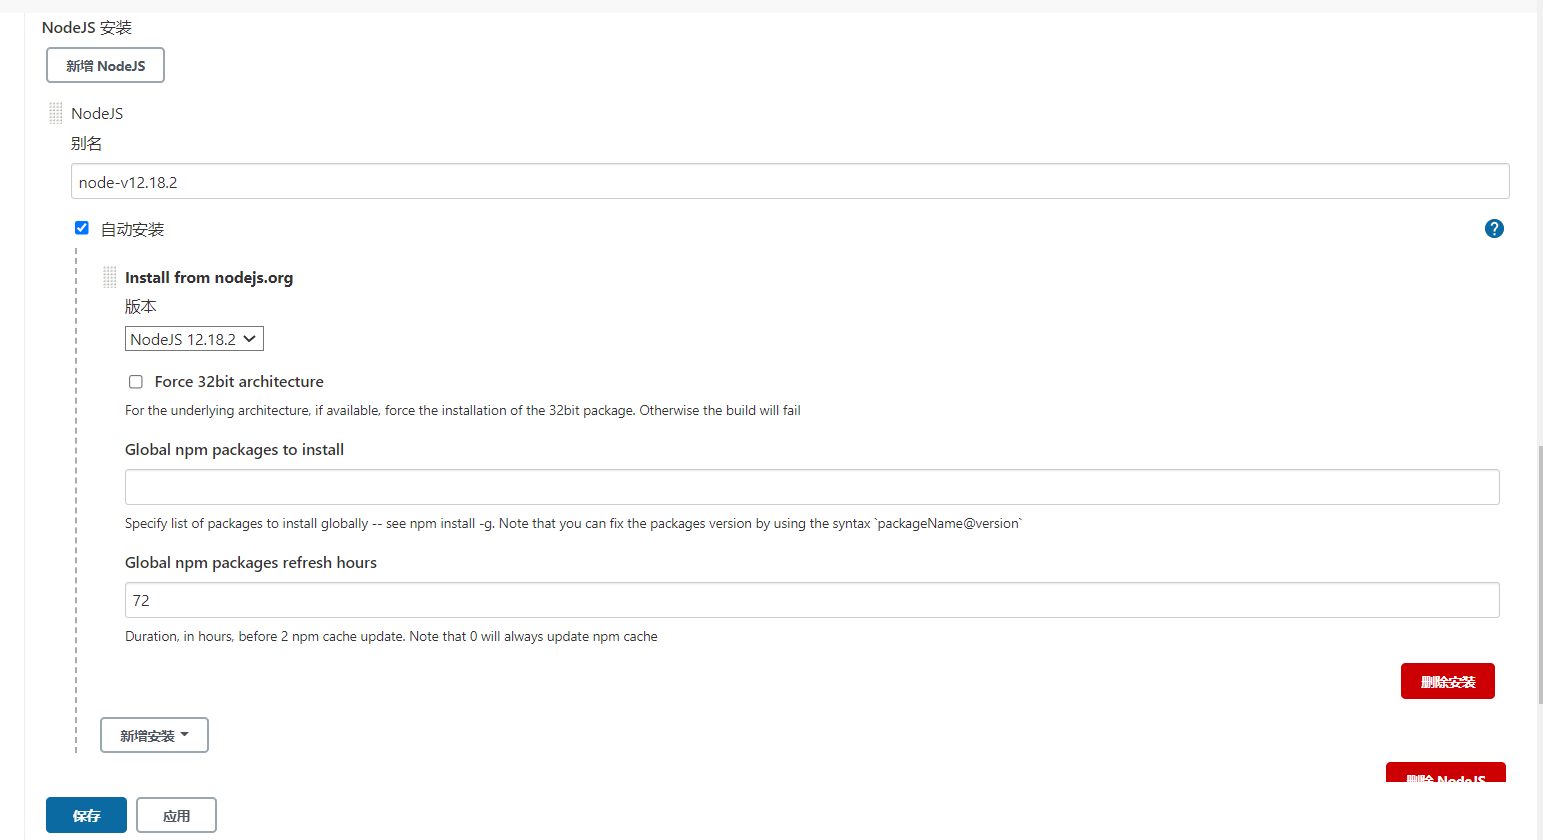 NodeJS 安装
新增 NodeJS
NodeJS
别名
node-v12.18.2
自动安装
?
Install from nodejs.org
版本
NodeJS 12.18.2
Force 32bit architecture
For the underlying architecture, if available, force the installation of the 32bit package. Otherwise the build will fail
Global npm packages to install
Specify list of packages to install globally -- see npm install -g. Note that you can fix the packages version by using the syntax `packageName@version`
Global npm packages refresh hours
72
Duration, in hours, before 2 npm cache update. Note that 0 will always update npm cache
删除安装
新增安装
删除 NodeJS
保存
应用